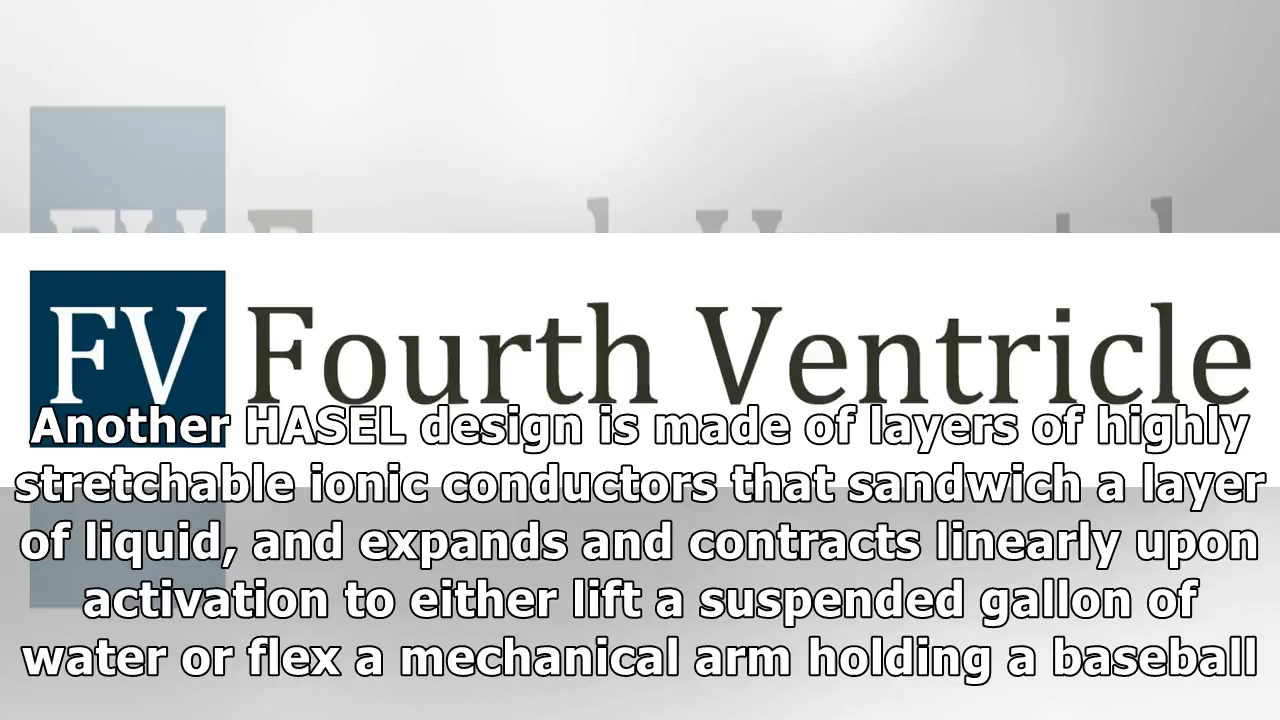 FV Fourth Ventricle
Another HASEL design is made of layers of highly
stretchable ionic conductors that sandwich a layer
of liquid, and expands and contracts linearly upon
activation to either lift a suspended gallon of
water or flex a mechanical arm holding a baseball